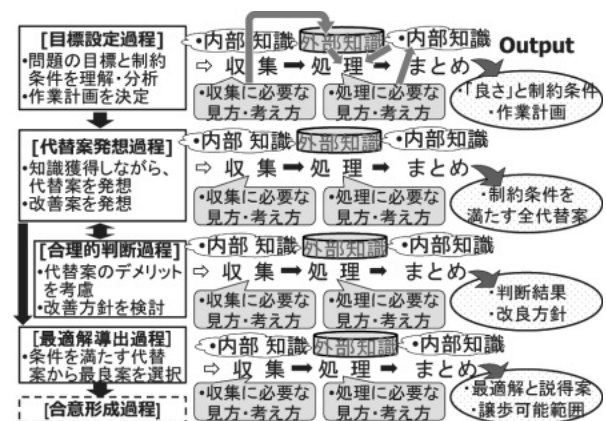 [目標設定過程]
・問題の目標と制約
条件を理解・分析
・作業計画を決定
・内部 知識
外部知識
・内部知識
⇨ 収 集 ➡ 処 理 ➡ まとめ
・収集に必要な
見方・考え方
・処理に必要な
見方・考え方
Output
・「良さ」と制約条件
・作業計画
[代替案発想過程]
・知識獲得しながら、
代替案を発想
・改善案を発想
・内部 知識
外部知識
・内部知識
⇨ 収 集 ➡ 処 理 ➡ まとめ
・収集に必要な
見方・考え方
・処理に必要な
見方・考え方
・制約条件を
満たす全代替案
[合理的判断過程]
・代替案のデメリット
を考慮
・改善方針を検討
・内部 知識
外部知識
・内部知識
⇨ 収 集 ➡ 処 理 ➡ まとめ
・収集に必要な
見方・考え方
・処理に必要な
見方・考え方
・判断結果
・改良方針
[最適解導出過程]
・条件を満たす代替
案から最良案を選択
・内部 知識
外部知識
・内部知識
⇨ 収 集 ➡ 処 理 ➡ まとめ
・収集に必要な
見方・考え方
・処理に必要な
見方・考え方
・最適解と説得案
・譲歩可能範囲
[合意形成過程]